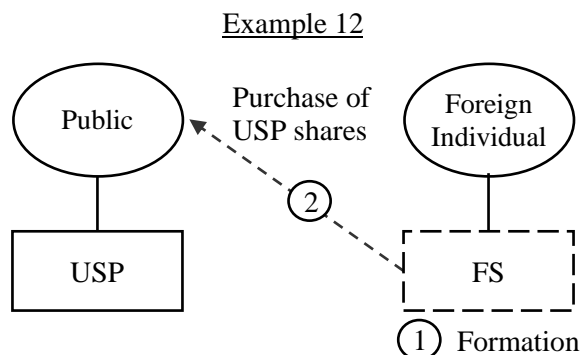 Example 12
Public
Purchase of
USP shares
Foreign
Individual
2
USP
FS
1 Formation